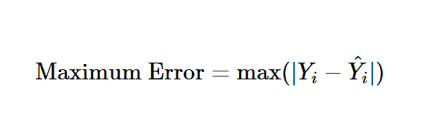 Maximum Error = max(|Yᵢ − Ŷᵢ|)